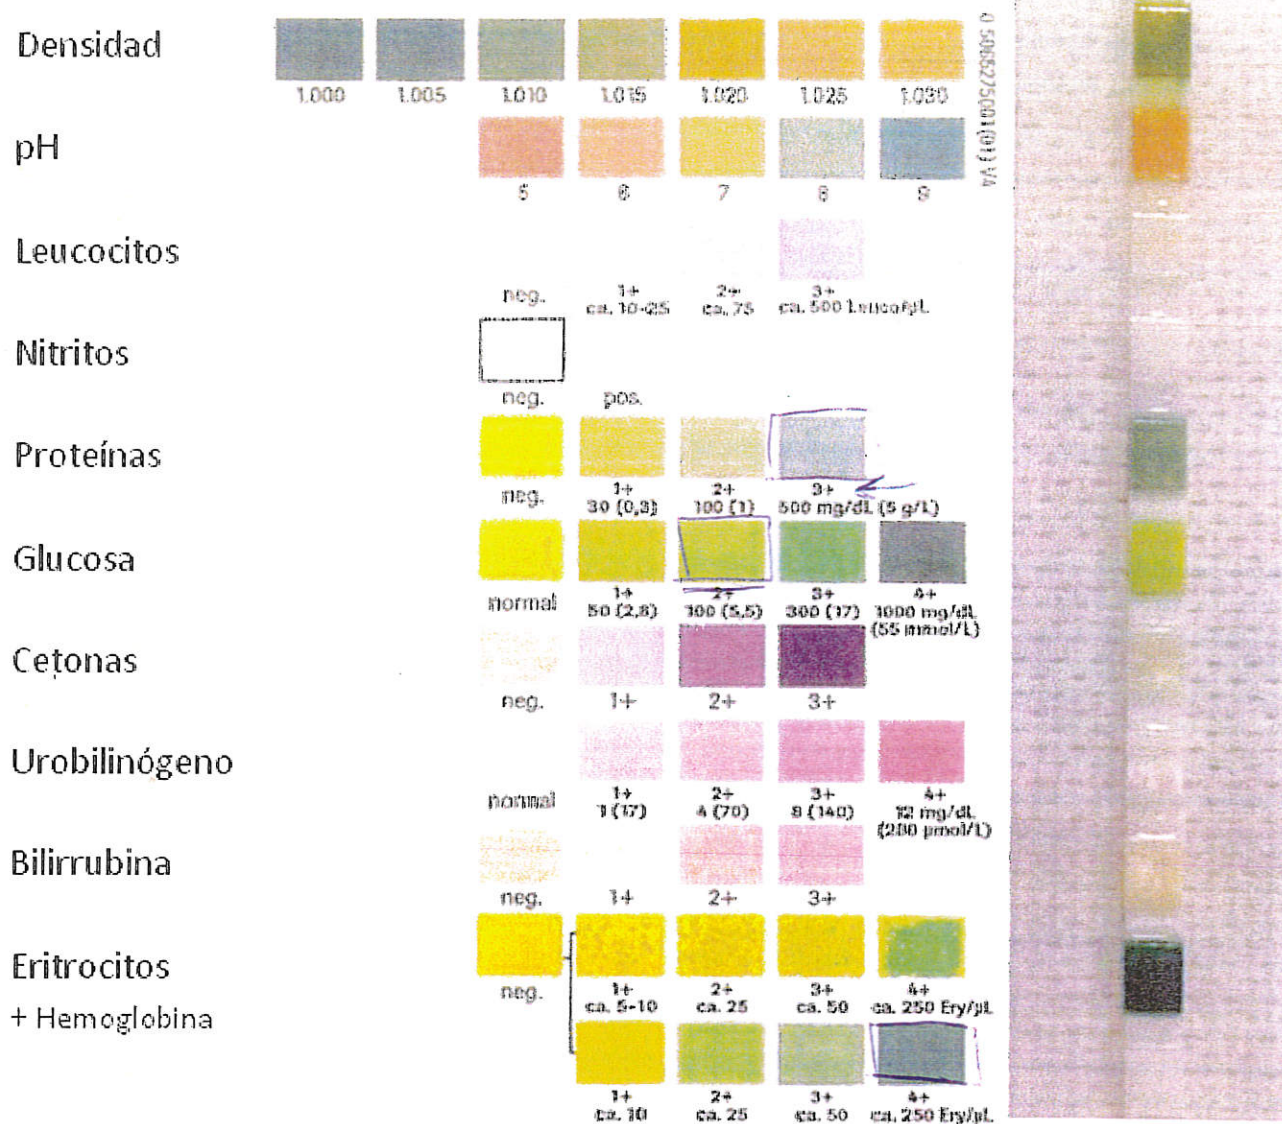 Densidad
1.000 1.005 1.010 1.015 1.020 1.025 1.030
pH
5 6 7 8 9
Leucocitos
neg. 1+ 2+ 3+
ca. 10-25 ca. 75 ca. 500 Leuco/µL
Nitritos
neg. pos.
Proteínas
neg. 1+ 2+ 3+
30 (0,3) 100 (1) 500 mg/dL (5 g/L)
Glucosa
normal 1+ 2+ 3+ 4+
50 (2,8) 100 (5,5) 300 (17) 1000 mg/dL
(55 mmol/L)
Cetonas
neg. 1+ 2+ 3+
Urobilinógeno
normal 1+ 2+ 3+ 4+
1 (17) 4 (70) 8 (140) 12 mg/dL
(200 µmol/L)
Bilirrubina
neg. 1+ 2+ 3+
Eritrocitos
+ Hemoglobina
neg. 1+ 2+ 3+ 4+
ca. 5-10 ca. 25 ca. 50 ca. 250 Ery/µL
1+ 2+ 3+ 4+
ca. 10 ca. 25 ca. 50 ca. 250 Ery/µL